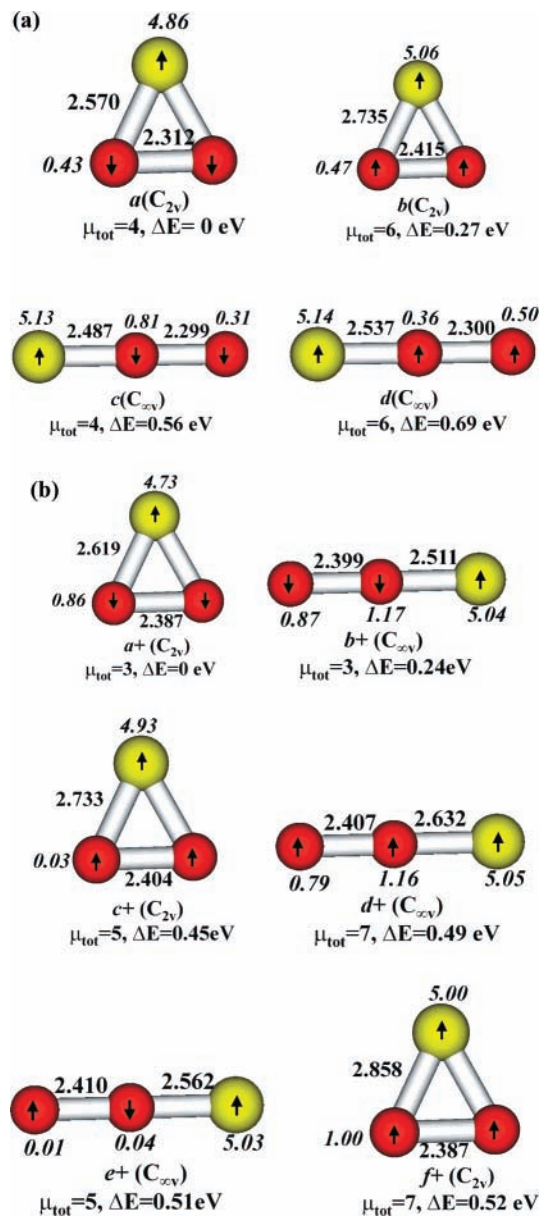 (a)
4.86
2.570
2.312
0.43
a(C2v)
μtot=4, ΔE= 0 eV
5.06
2.735
2.415
0.47
b(C2v)
μtot=6, ΔE=0.27 eV
5.13 2.487 0.81 2.299 0.31
c(C∞v)
μtot=4, ΔE=0.56 eV
5.14 2.537 0.36 2.300 0.50
d(C∞v)
μtot=6, ΔE=0.69 eV
(b)
4.73
2.619
0.86
2.387
a+ (C2v)
μtot=3, ΔE=0 eV
2.399 2.511
0.87 1.17 5.04
b+ (C∞v)
μtot=3, ΔE=0.24eV
4.93
2.733
0.03
2.404
c+ (C2v)
μtot=5, ΔE=0.45eV
2.407 2.632
0.79 1.16 5.05
d+ (C∞v)
μtot=7, ΔE=0.49 eV
2.410 2.562
0.01 0.04 5.03
e+ (C∞v)
μtot=5, ΔE=0.51eV
5.00
2.858
1.00
2.387
f+ (C2v)
μtot=7, ΔE=0.52 eV